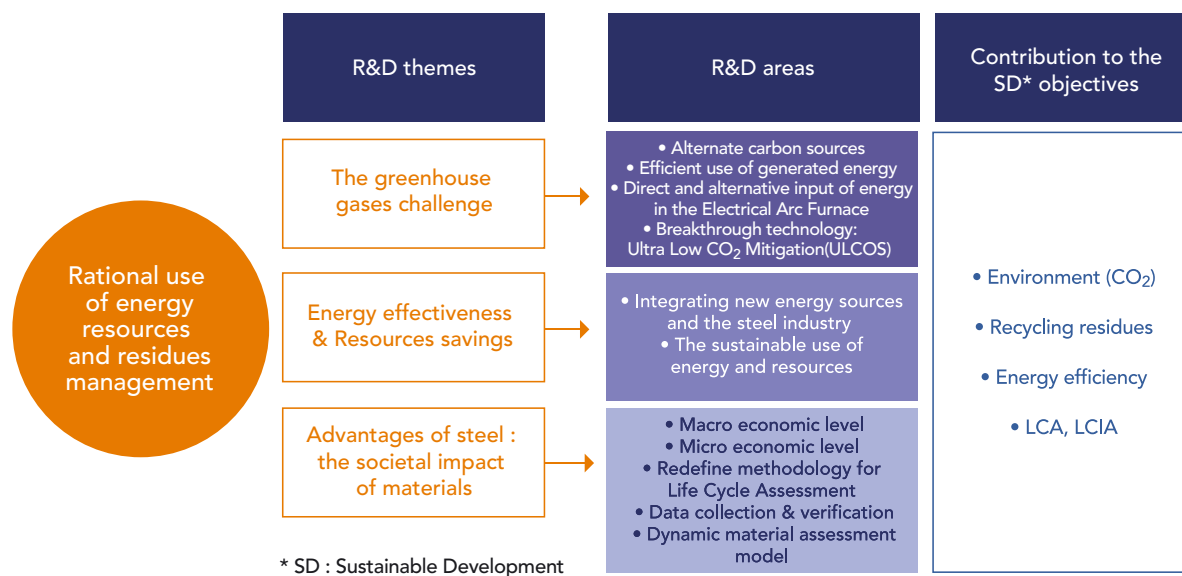 R&D themes
R&D areas
Contribution to the
SD* objectives
Rational use
of energy
resources
and residues
management
The greenhouse
gases challenge
• Alternate carbon sources
• Efficient use of generated energy
• Direct and alternative input of energy
in the Electrical Arc Furnace
• Breakthrough technology:
Ultra Low CO₂ Mitigation(ULCOS)
Energy effectiveness
& Resources savings
• Integrating new energy sources
and the steel industry
• The sustainable use of
energy and resources
Advantages of steel :
the societal impact
of materials
• Macro economic level
• Micro economic level
• Redefine methodology for
Life Cycle Assessment
• Data collection & verification
• Dynamic material assessment
model
• Environment (CO₂)
• Recycling residues
• Energy efficiency
• LCA, LCIA
* SD : Sustainable Development